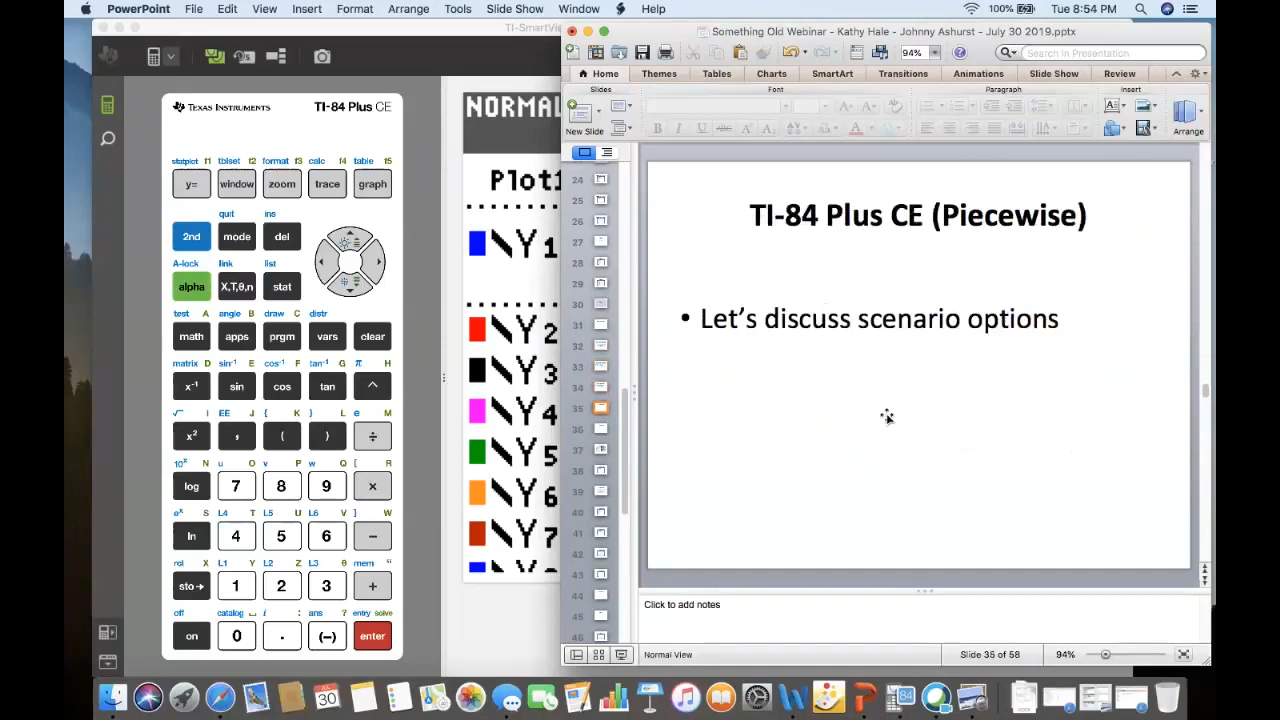 PowerPoint File Edit View Insert Format Arrange Tools Slide Show Window Help 100% Tue 8:54 PM
TI-SmartVi
Something Old Webinar - Kathy Hale - Johnny Ashurst - July 30 2019.pptx
94% Search in Presentation
Home Themes Tables Charts SmartArt Transitions Animations Slide Show Review
Slides Font Paragraph Insert
New Slide Arrange
TEXAS INSTRUMENTS TI-84 Plus CE
statplot f1 tblset f2 format f3 calc f4 table f5
y= window zoom trace graph
quit ins
2nd mode del
A-lock link list
alpha X,T,θ,n stat
test A angle B draw C distr
math apps prgm vars clear
matrix D sin⁻¹ E cos⁻¹ F tan⁻¹ G π H
x⁻¹ sin cos tan ^
√ I EE J { K } L e M
x² , ( ) ÷
10ˣ N u O v P w Q [ R
log 7 8 9 ×
eˣ S L4 T L5 U L6 V ] W
ln 4 5 6 −
rcl X L1 Y L2 Z L3 θ mem “
sto→ 1 2 3 +
off catalog ⎵ i : ans ? entry solve
on 0 . (−) enter
NORMAL
Plot1
Y1
Y2
Y3
Y4
Y5
Y6
Y7
24
25
26
27
28
29
30
31
32
33
34
35
36
37
38
39
40
41
42
43
44
45
46
TI-84 Plus CE (Piecewise)
• Let’s discuss scenario options
Click to add notes
Normal View Slide 35 of 58 94%
JUL
30
84